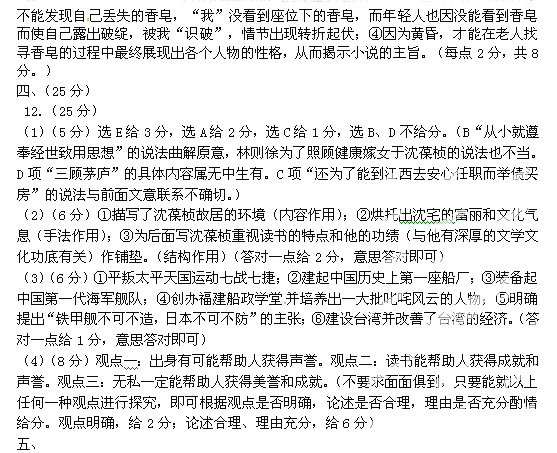 不能发现自己丢失的香皂，“我”没看到座位下的香皂，而年轻人也因没能看到香皂
而使自己露出破绽，被我“识破”，情节出现转折起伏；④因为黄昏，才能在老人找
寻香皂的过程中最终展现出各个人物的性格，从而揭示小说的主旨。（每点 2 分，共 8
分。）
四、（25 分）
12.（25 分）
（1）（5 分）选 E 给 3 分，选 A 给 2 分，选 C 给 1 分，选 B、D 不给分。（B“从小就遵
奉经世致用思想”的说法曲解原意，林则徐为了照顾健康嫁女于沈葆桢的说法也不当。
D 项“三顾茅庐”的具体内容属无中生有。C 项“还为了能到江西去安心任职而举债买
房”的说法与前面文意联系不确切。）
（2）（6 分）①描写了沈葆桢故居的环境（内容作用）；②烘托出沈宅的富丽和文化气
息（手法作用）；③为后面写沈葆桢重视读书的特点和他的功绩（与他有深厚的文学文
化功底有关）作铺垫。（结构作用）（答对一点给 2 分，意思答对即可）
（3）（6 分）①平叛太平天国运动七战七捷；②建起中国历史上第一座船厂；③装备起
中国第一代海军舰队；④创办福建船政学堂并培养出一大批叱咤风云的人物；⑤明确
提出“铁甲舰不可不造，日本不可不防”的主张；⑥建设台湾并改善了台湾的经济。（答
对一点给 1 分，意思答对即可）
（4）（8 分）观点一：出身有可能帮助人获得声誉。观点二：读书能帮助人获得成就和
声誉。观点三：无私一定能帮助人获得美誉和成就。（不要求面面俱到，只要能就以上
任何一种观点进行探究，即可根据观点是否明确，论述是否合理，理由是否充分酌情
给分。观点明确，给 2 分；论述合理、理由充分，给 6 分）
五、